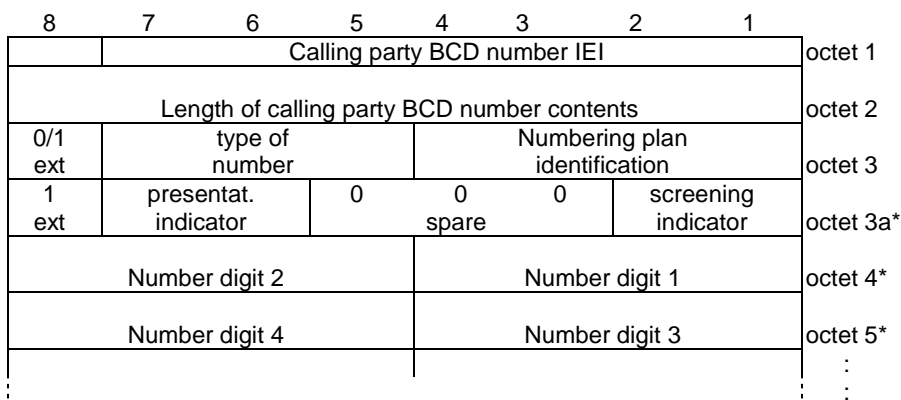 8 7 6 5 4 3 2 1
Calling party BCD number IEI octet 1
Length of calling party BCD number contents octet 2
0/1 type of Numbering plan
ext number identification octet 3
1 presentat. 0 0 0 screening
ext indicator spare indicator octet 3a*
Number digit 2 Number digit 1 octet 4*
Number digit 4 Number digit 3 octet 5*
:
: